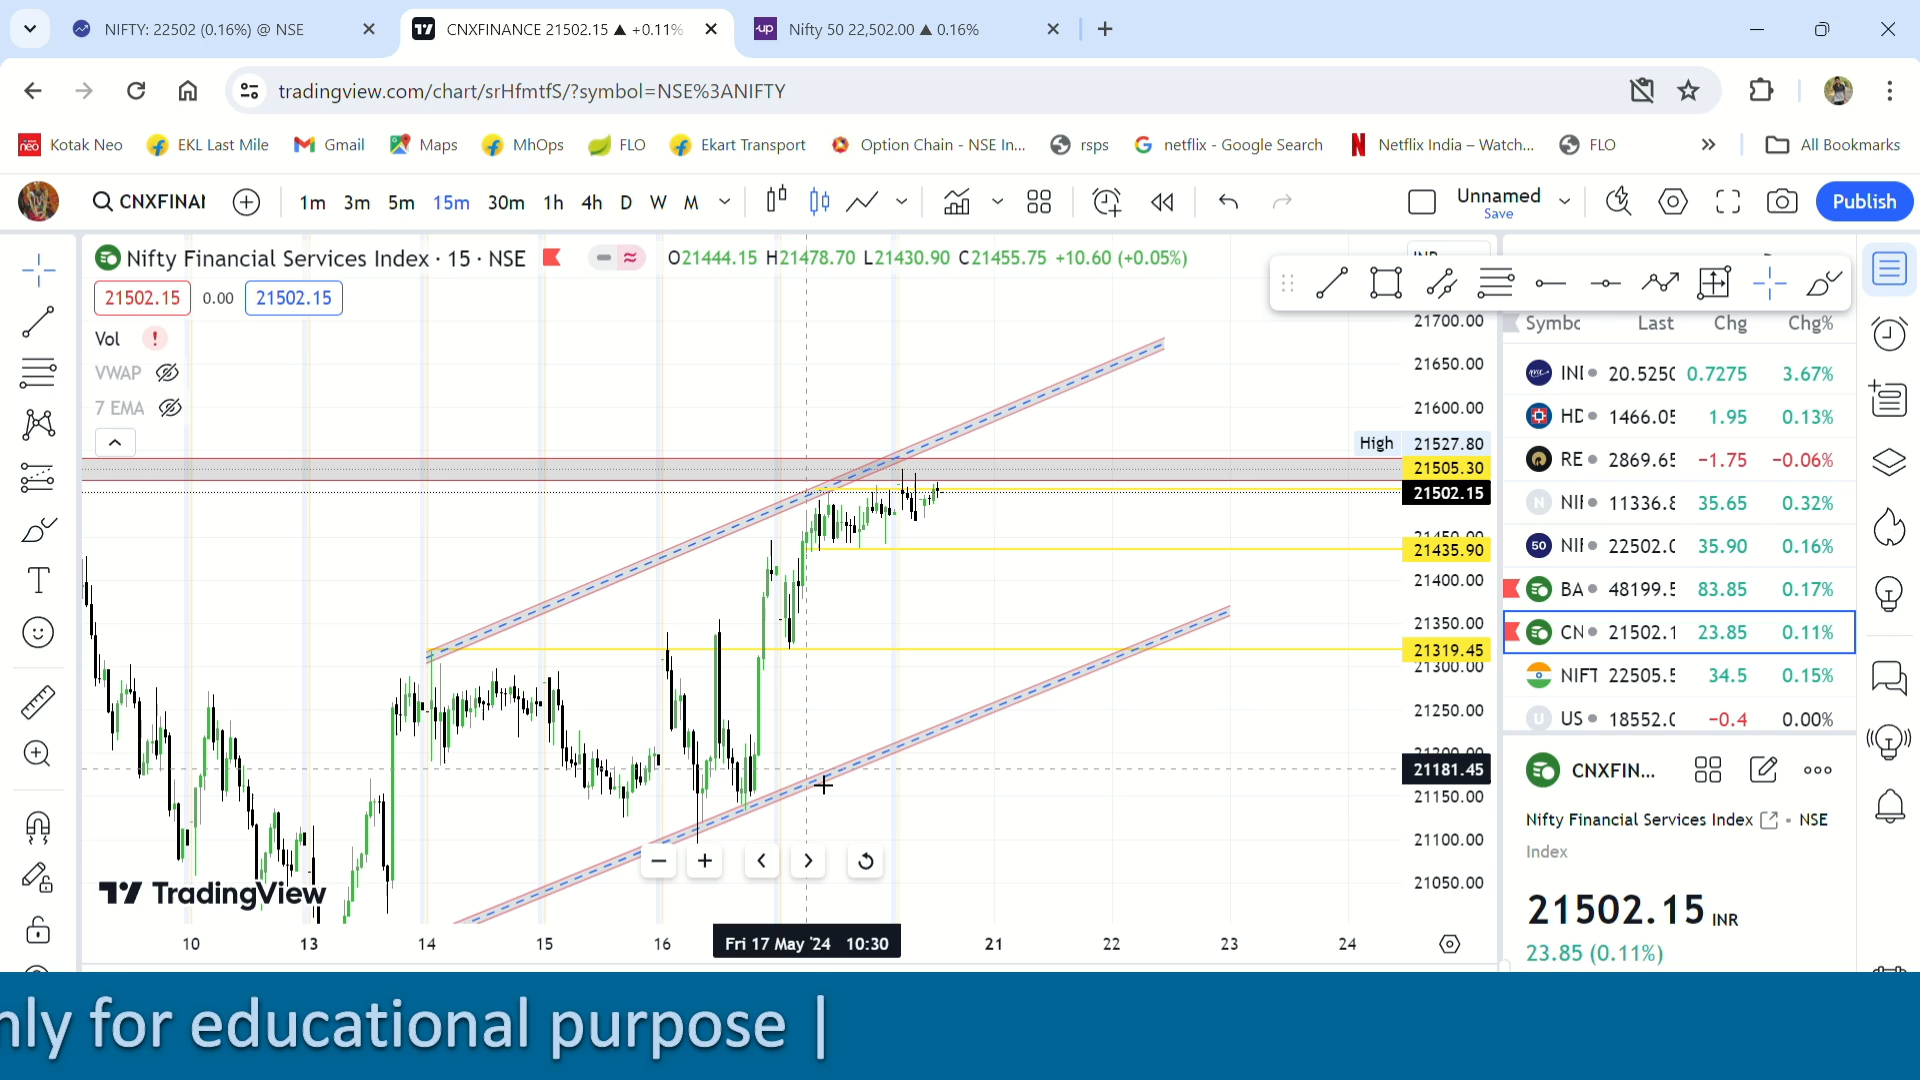 NIFTY: 22502 (0.16%) @ NSE
CNXFINANCE 21502.15 ▲ +0.11%
Nifty 50 22,502.00 ▲ 0.16%
tradingview.com/chart/srHfmtfS/?symbol=NSE%3ANIFTY
neo Kotak Neo
EKL Last Mile
Gmail
Maps
MhOps
FLO
Ekart Transport
Option Chain - NSE In...
rsps
netflix - Google Search
Netflix India – Watch...
FLO
All Bookmarks
CNXFINAI
1m 3m 5m 15m 30m 1h 4h D W M
Unnamed
Save
Publish
Nifty Financial Services Index · 15 · NSE
O21444.15 H21478.70 L21430.90 C21455.75 +10.60 (+0.05%)
21502.15 0.00 21502.15
Vol !
VWAP
7 EMA
21700.00
21650.00
21600.00
High 21527.80
21505.30
21502.15
21450.00
21435.90
21400.00
21350.00
21319.45
21300.00
21250.00
21200.00
21181.45
21150.00
21100.00
21050.00
TradingView
10 13 14 15 16 Fri 17 May '24 10:30 21 22 23 24
Symbc Last Chg Chg%
INI 20.525( 0.7275 3.67%
HD 1466.05 1.95 0.13%
RE 2869.65 −1.75 −0.06%
NIF 11336.8 35.65 0.32%
50 NIF 22502.0 35.90 0.16%
BA 48199.5 83.85 0.17%
CN 21502.1 23.85 0.11%
NIFT 22505.5 34.5 0.15%
U US 18552.0 −0.4 0.00%
CNXFIN...
Nifty Financial Services Index • NSE
Index
21502.15 INR
23.85 (0.11%)
nly for educational purpose |